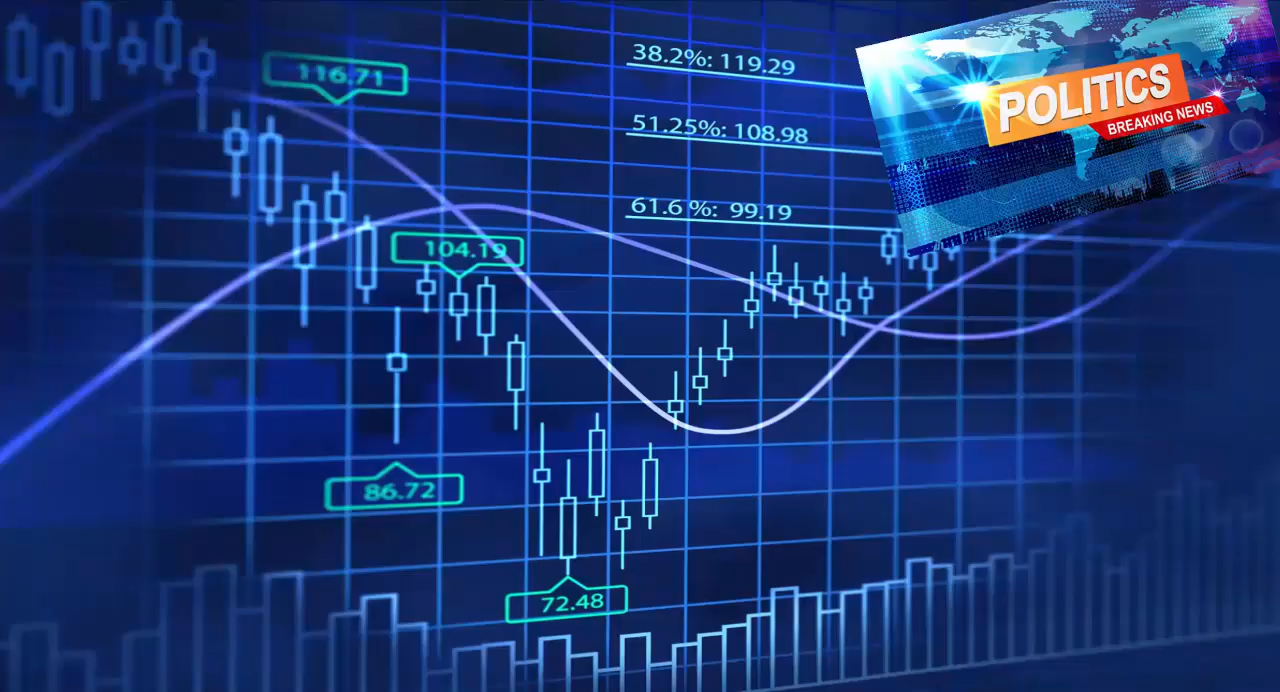 116.71
38.2%: 119.29
51.25%: 108.98
61.6 %: 99.19
POLITICS
BREAKING NEWS
104.19
86.72
72.48